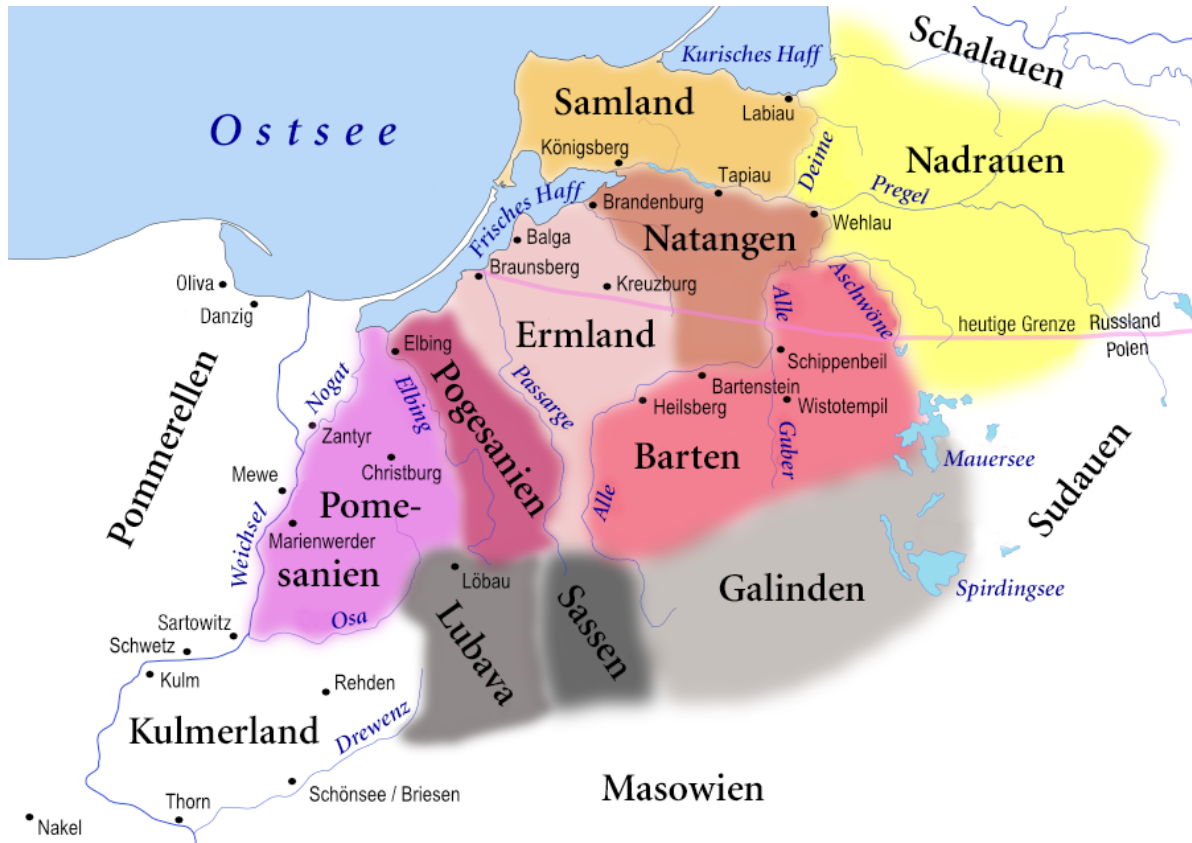 Schalauen
Kurisches Haff
Samland
Labiau
Ostsee
Königsberg
Deime
Nadrauen
Tapiau
Pregel
Frisches Haff
Brandenburg
Wehlau
Balga
Natangen
Braunsberg
Aschwöne
Oliva
Kreuzburg
Alle
Danzig
Ermland
heutige Grenze
Russland
Polen
Elbing
Schippenbeil
Pommerellen
Nogat
Elbing
Pogesanien
Passarge
Bartenstein
Heilsberg
Wistotempil
Zantyr
Guber
Christburg
Barten
Mauersee
Sudauen
Mewe
Weichsel
Pome-
sanien
Alle
Marienwerder
Löbau
Galinden
Spirdingsee
Osa
Lubava
Sassen
Sartowitz
Schwetz
Kulm
Rehden
Kulmerland
Drewenz
Schönsee / Briesen
Masowien
Thorn
Nakel